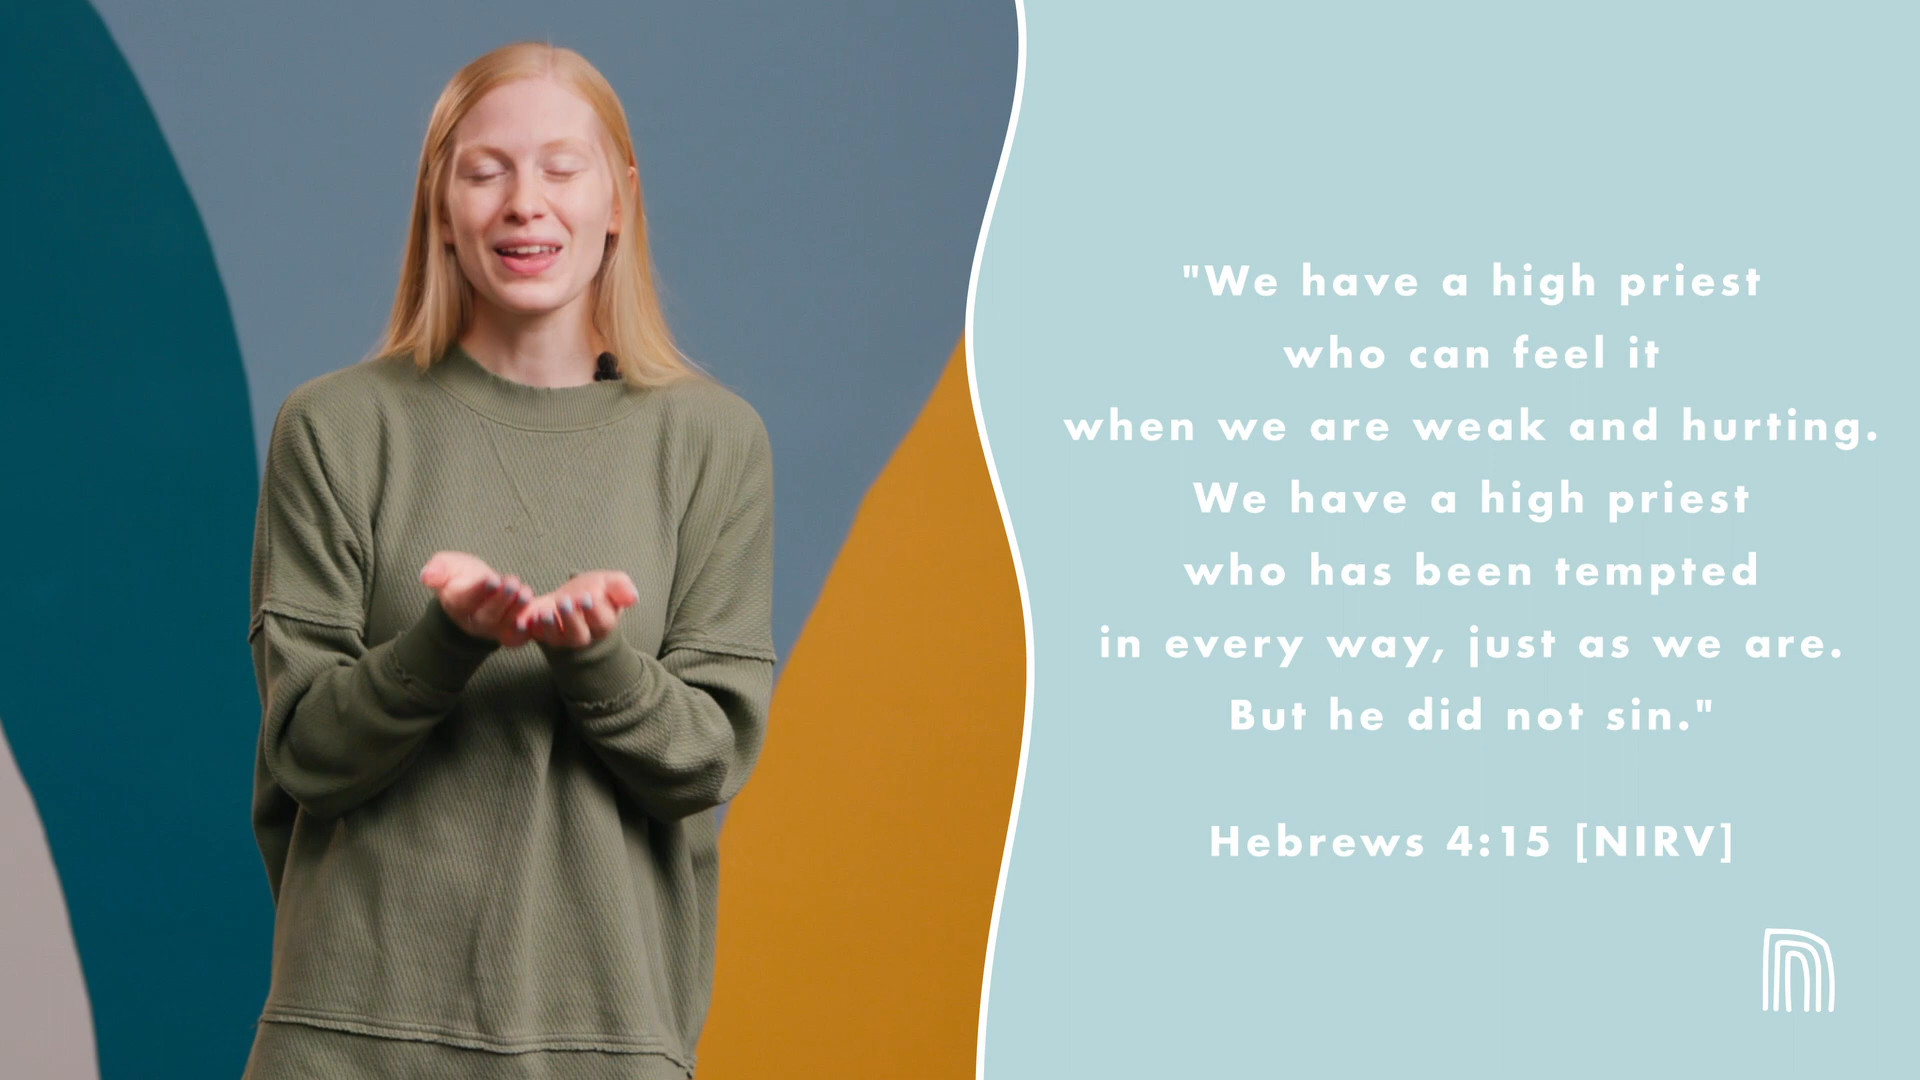 "We have a high priest
who can feel it
when we are weak and hurting.
We have a high priest
who has been tempted
in every way, just as we are.
But he did not sin."
Hebrews 4:15 [NIRV]